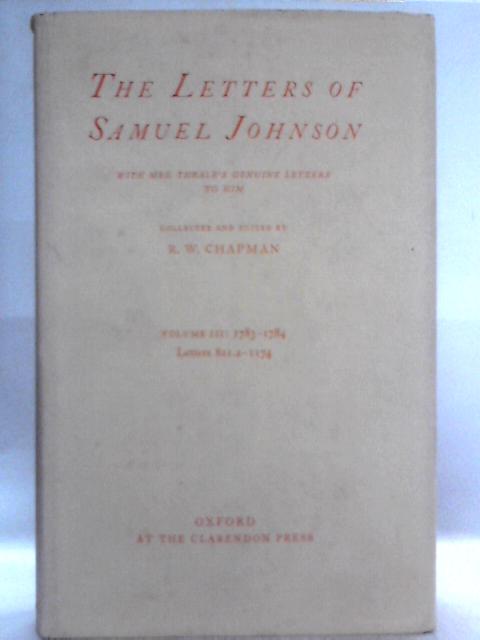 THE LETTERS OF
SAMUEL JOHNSON
WITH MRS. THRALE'S GENUINE LETTERS
TO HIM
COLLECTED AND EDITED BY
R. W. CHAPMAN
VOLUME III: 1783–1784
Letters 821.2–1174
OXFORD
AT THE CLARENDON PRESS